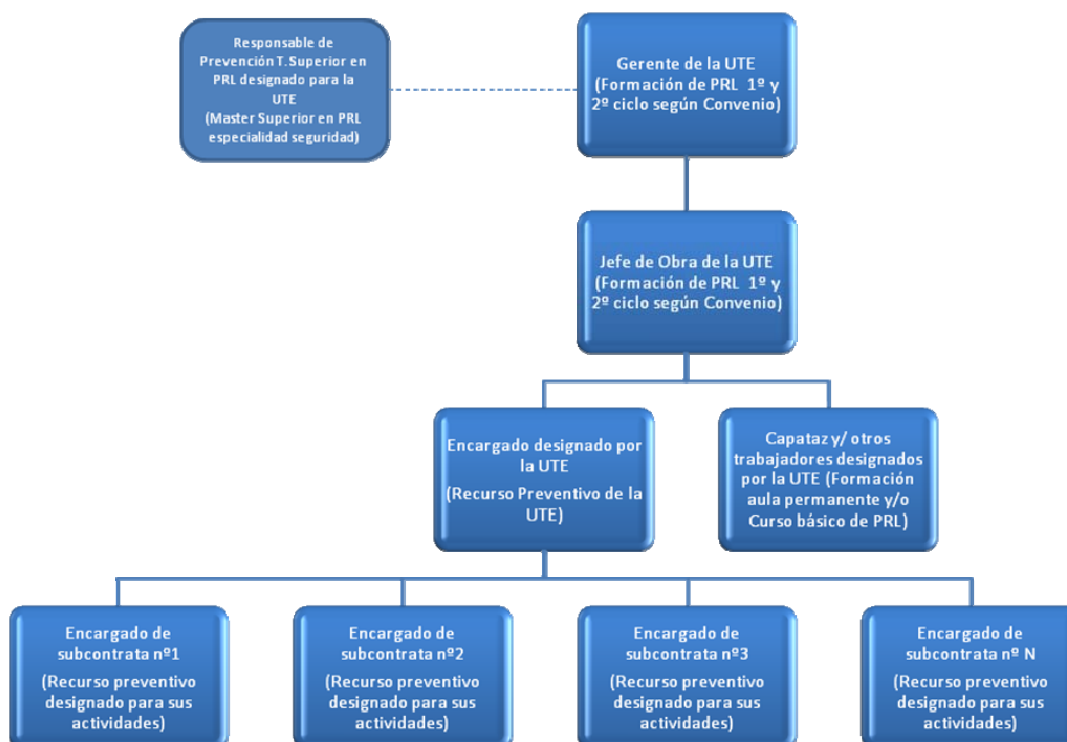 Responsable de
Prevención T. Superior en
PRL designado para la
UTE
(Master Superior en PRL
especialidad seguridad)
Gerente de la UTE
(Formación de PRL 1º y
2º ciclo según Convenio)
Jefe de Obra de la UTE
(Formación de PRL 1º y
2º ciclo según Convenio)
Encargado designado por
la UTE
(Recurso Preventivo de la
UTE)
Capataz y/ otros
trabajadores designados
por la UTE (Formación
aula permanente y/o
Curso básico de PRL)
Encargado de
subcontrata nº1
(Recurso preventivo
designado para sus
actividades)
Encargado de
subcontrata nº2
(Recurso preventivo
designado para sus
actividades)
Encargado de
subcontrata nº3
(Recurso preventivo
designado para sus
actividades)
Encargado de
subcontrata nº N
(Recurso preventivo
designado para sus
actividades)